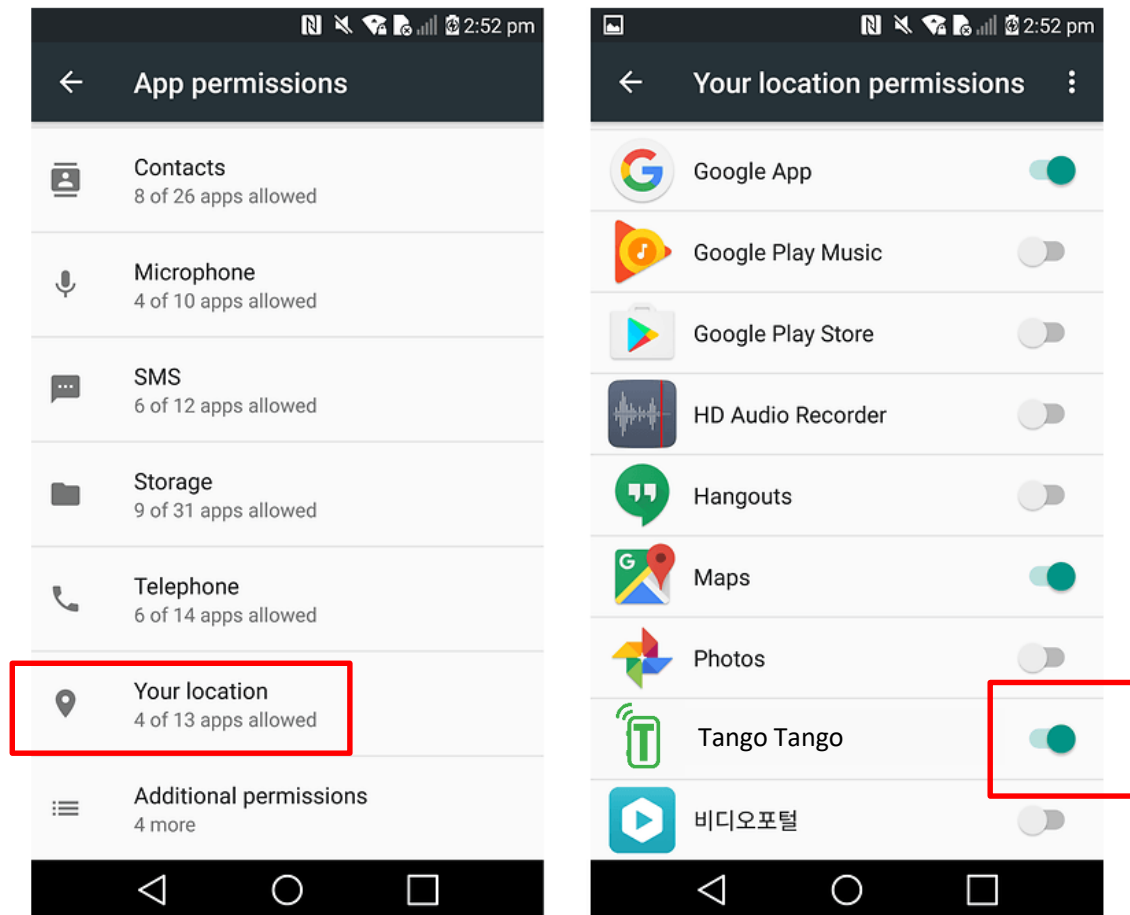 2:52 pm
App permissions
Contacts
8 of 26 apps allowed
Microphone
4 of 10 apps allowed
SMS
6 of 12 apps allowed
Storage
9 of 31 apps allowed
Telephone
6 of 14 apps allowed
Your location
4 of 13 apps allowed
Additional permissions
4 more
2:52 pm
Your location permissions
G
Google App
Google Play Music
Google Play Store
HD Audio Recorder
Hangouts
G
Maps
Photos
T
Tango Tango
비디오포털